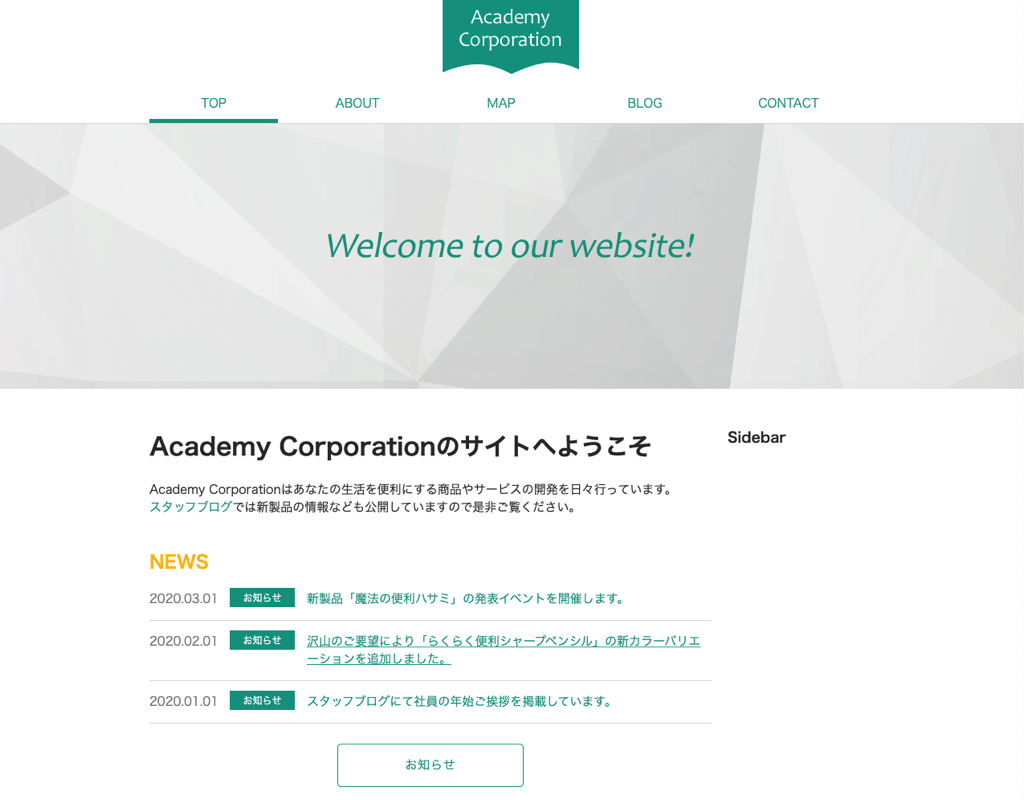 Academy
Corporation
TOP
ABOUT
MAP
BLOG
CONTACT
Welcome to our website!
Academy Corporationのサイトへようこそ
Sidebar
Academy Corporationはあなたの生活を便利にする商品やサービスの開発を日々行っています。
スタッフブログでは新製品の情報なども公開していますので是非ご覧ください。
NEWS
2020.03.01 お知らせ 新製品「魔法の便利ハサミ」の発表イベントを開催します。
2020.02.01 お知らせ 沢山のご要望により「らくらく便利シャープペンシル」の新カラーバリエ
ーションを追加しました。
2020.01.01 お知らせ スタッフブログにて社員の年始ご挨拶を掲載しています。
お知らせ